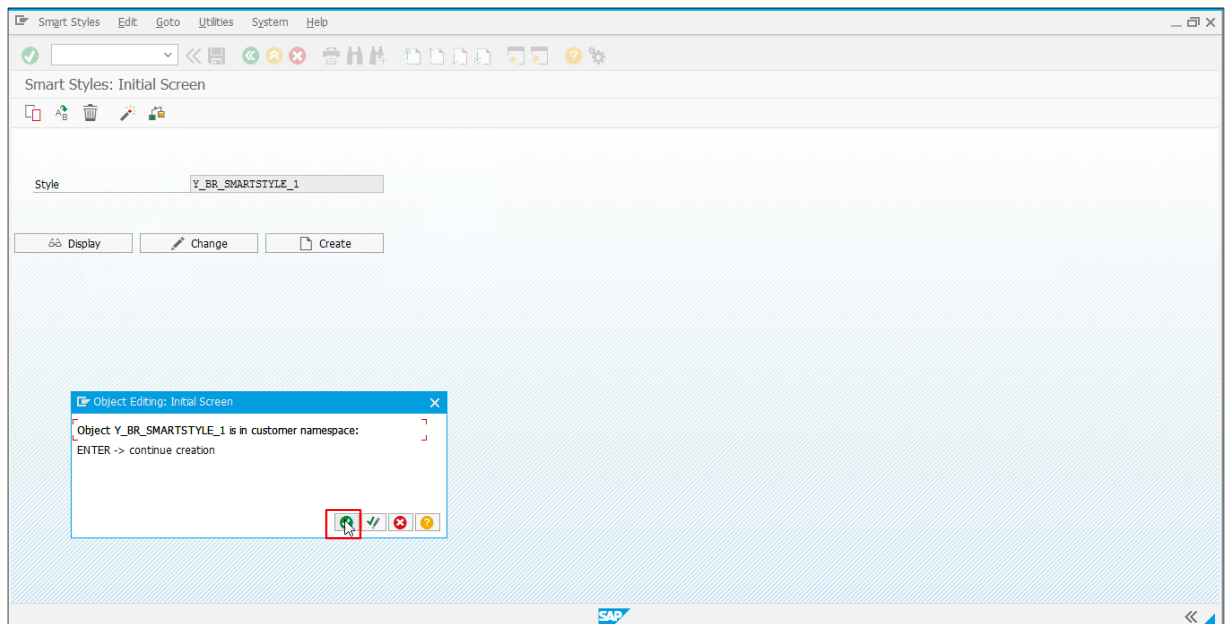 Smart Styles Edit Goto Utilities System Help
Smart Styles: Initial Screen
Style Y_BR_SMARTSTYLE_1
Display Change Create
Object Editing: Initial Screen
Object Y_BR_SMARTSTYLE_1 is in customer namespace:
ENTER -> continue creation
SAP